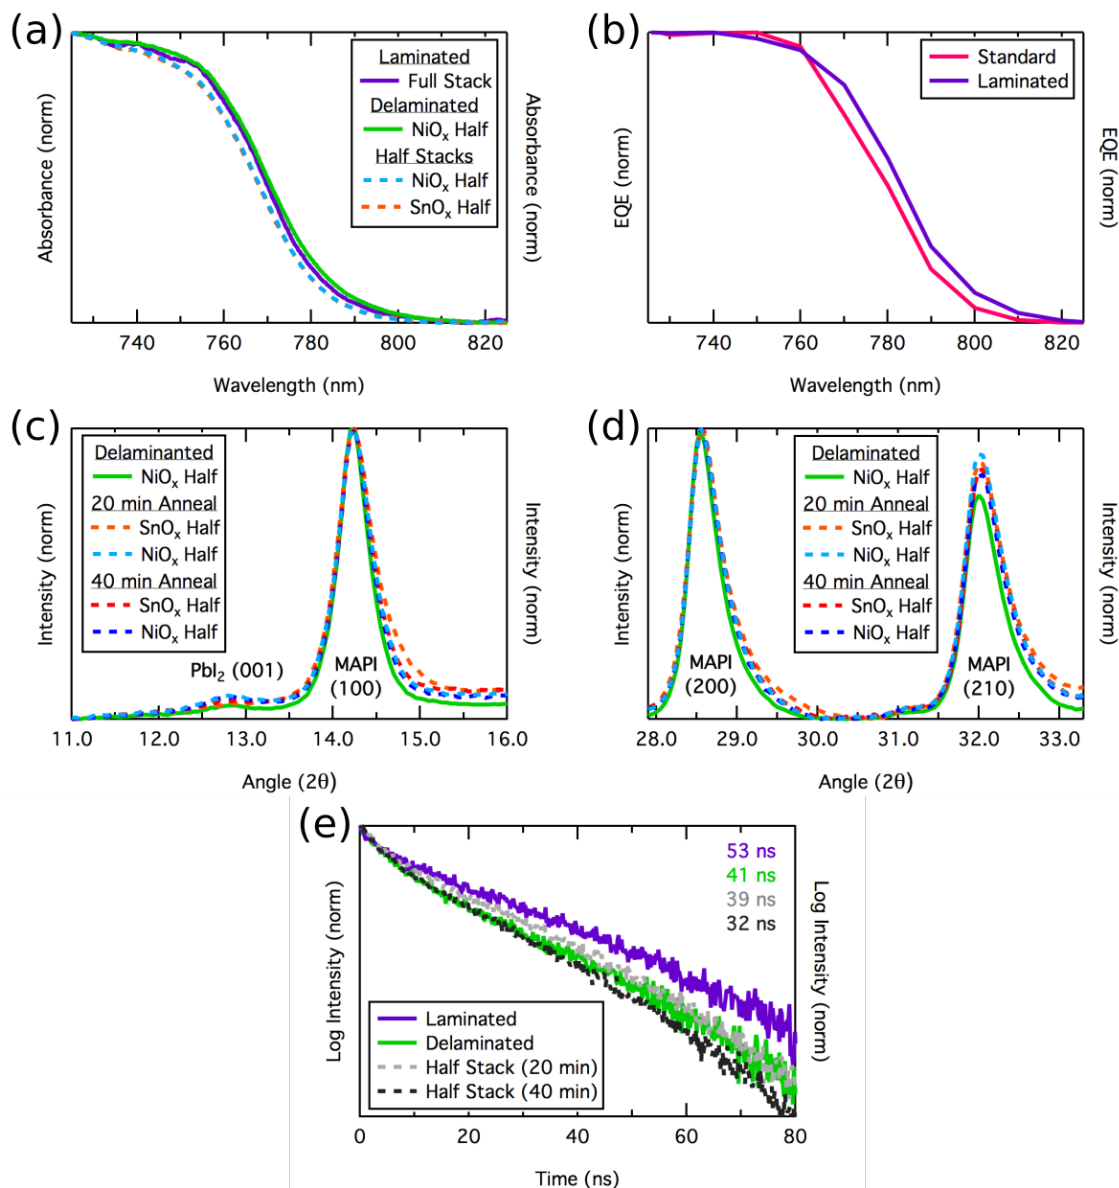 (a)
Laminated
Full Stack
Delaminated
NiOx Half
Half Stacks
NiOx Half
SnOx Half
Absorbance (norm)
Absorbance (norm)
740
760
780
800
820
Wavelength (nm)
(b)
Standard
Laminated
EQE (norm)
EQE (norm)
740
760
780
800
820
Wavelength (nm)
(c)
Delaminanted
NiOx Half
20 min Anneal
SnOx Half
NiOx Half
40 min Anneal
SnOx Half
NiOx Half
PbI2 (001)
MAPI
(100)
Intensity (norm)
Intensity (norm)
11.0
12.0
13.0
14.0
15.0
16.0
Angle (2θ)
(d)
Delaminated
NiOx Half
20 min Anneal
SnOx Half
NiOx Half
40 min Anneal
SnOx Half
NiOx Half
MAPI
(200)
MAPI
(210)
Intensity (norm)
Intensity (norm)
28.0
29.0
30.0
31.0
32.0
33.0
Angle (2θ)
(e)
53 ns
41 ns
39 ns
32 ns
Laminated
Delaminated
Half Stack (20 min)
Half Stack (40 min)
Log Intensity (norm)
Log Intensity (norm)
0
20
40
60
80
Time (ns)